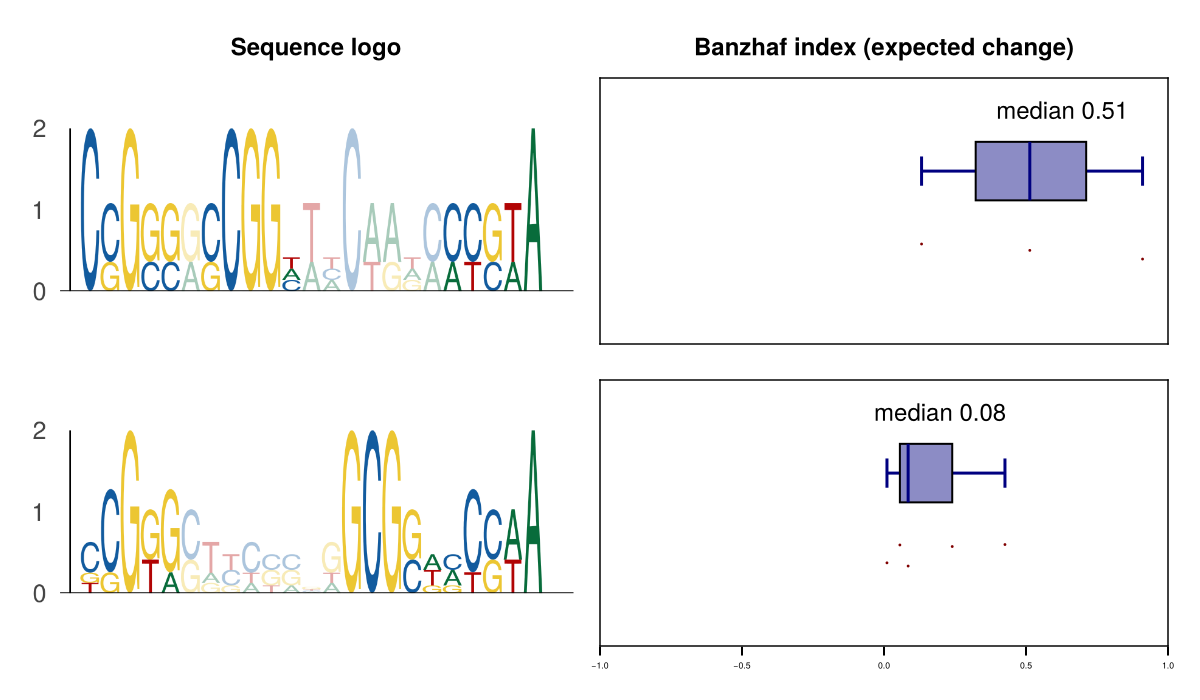 Sequence logo
Banzhaf index (expected change)
median 0.51
2
1
0
median 0.08
2
1
0
−1.0 −0.5 0.0 0.5 1.0